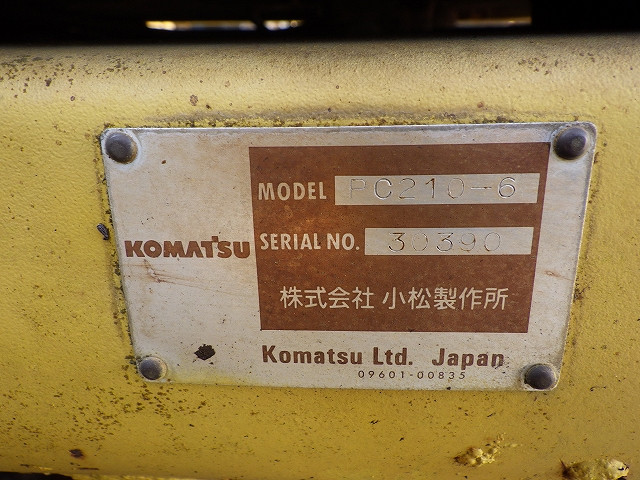 MODEL PC210-6
KOMATSU
SERIAL NO. 30390
株式会社 小松製作所
Komatsu Ltd. Japan
09601-00835